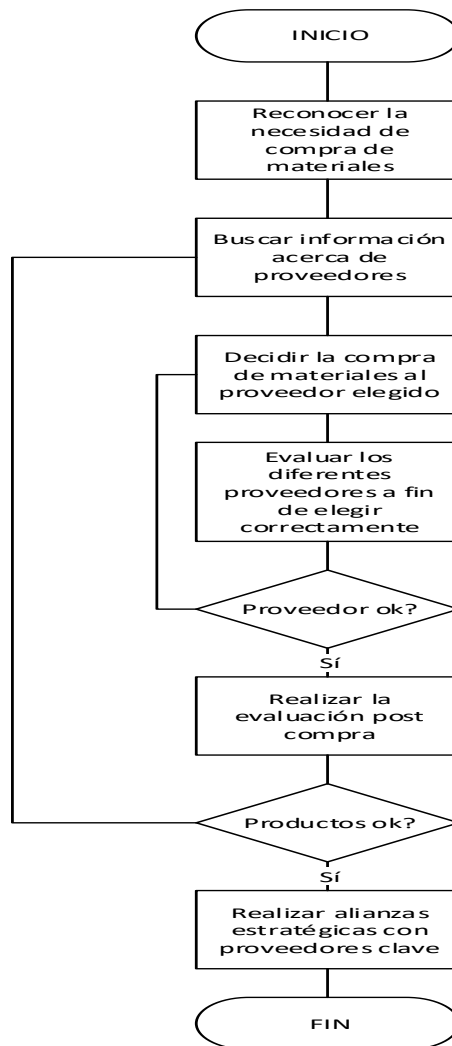 INICIO
Reconocer la
necesidad de
compra de
materiales
Buscar información
acerca de
proveedores
Decidir la compra
de materiales al
proveedor elegido
Evaluar los
diferentes
proveedores a fin
de elegir
correctamente
Proveedor ok?
Sí
Realizar la
evaluación post
compra
Productos ok?
Sí
Realizar alianzas
estratégicas con
proveedores clave
FIN